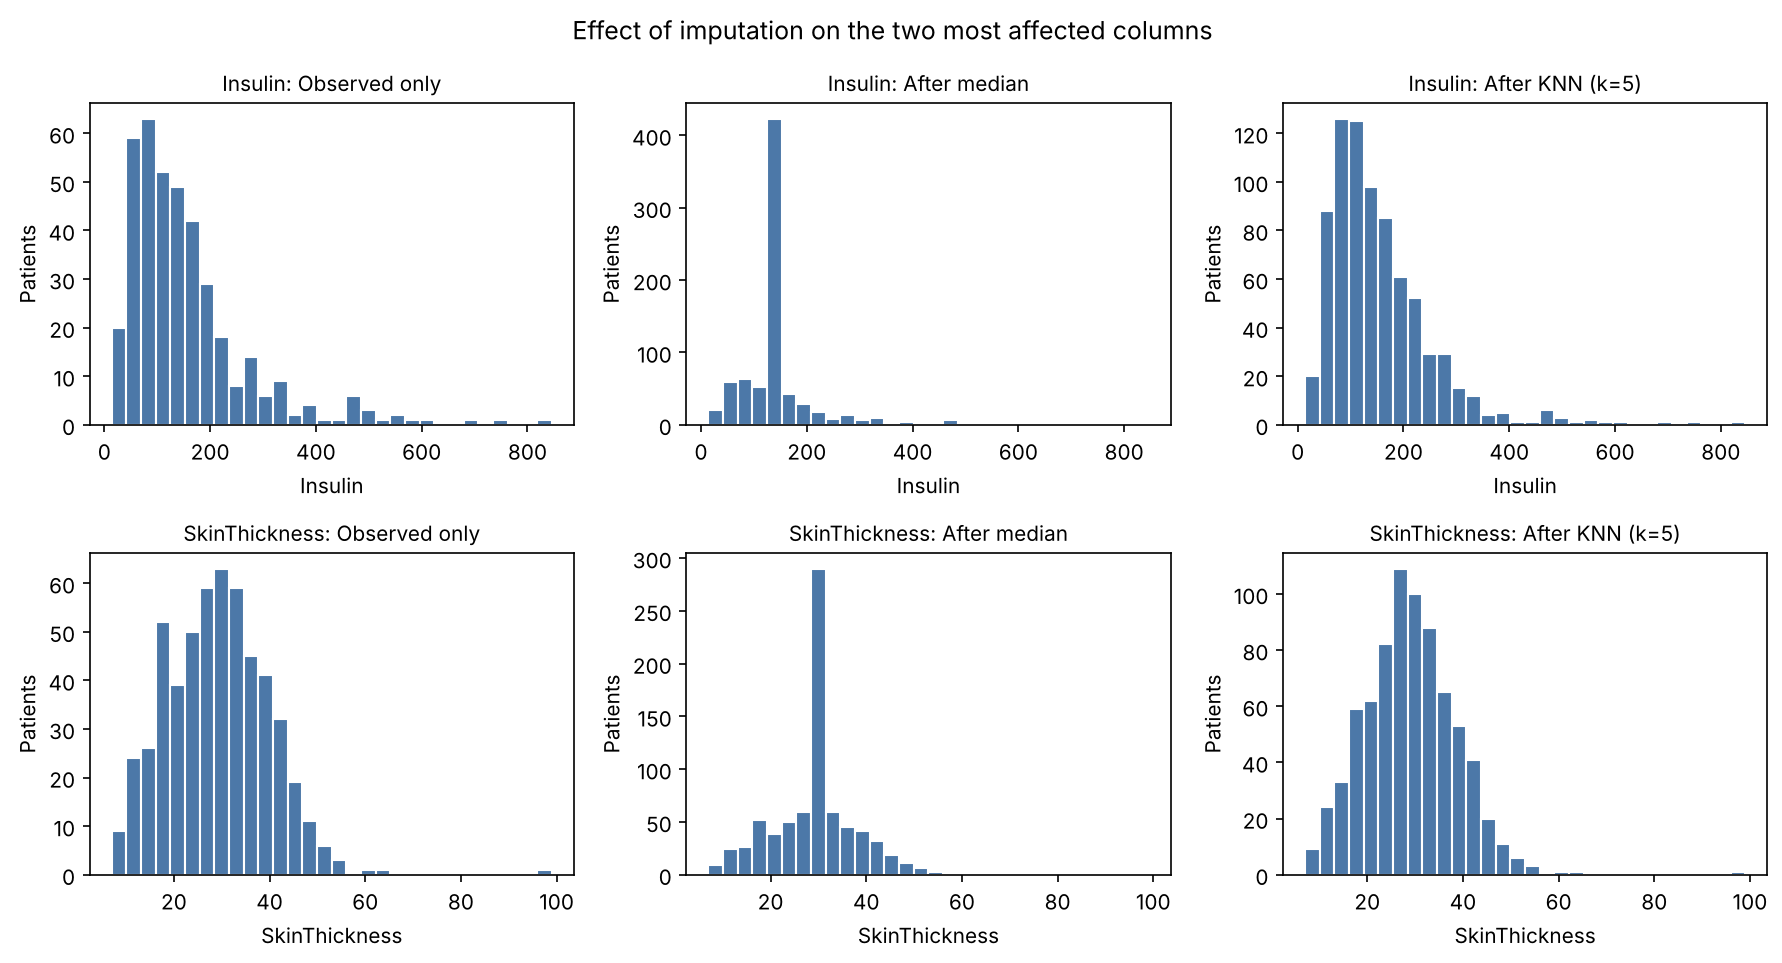 Effect of imputation on the two most affected columns
Insulin: Observed only
Patients
60
50
40
30
20
10
0
0 200 400 600 800
Insulin
Insulin: After median
Patients
400
300
200
100
0
0 200 400 600 800
Insulin
Insulin: After KNN (k=5)
Patients
120
100
80
60
40
20
0
0 200 400 600 800
Insulin
SkinThickness: Observed only
Patients
60
50
40
30
20
10
0
20 40 60 80 100
SkinThickness
SkinThickness: After median
Patients
300
250
200
150
100
50
0
20 40 60 80 100
SkinThickness
SkinThickness: After KNN (k=5)
Patients
100
80
60
40
20
0
20 40 60 80 100
SkinThickness